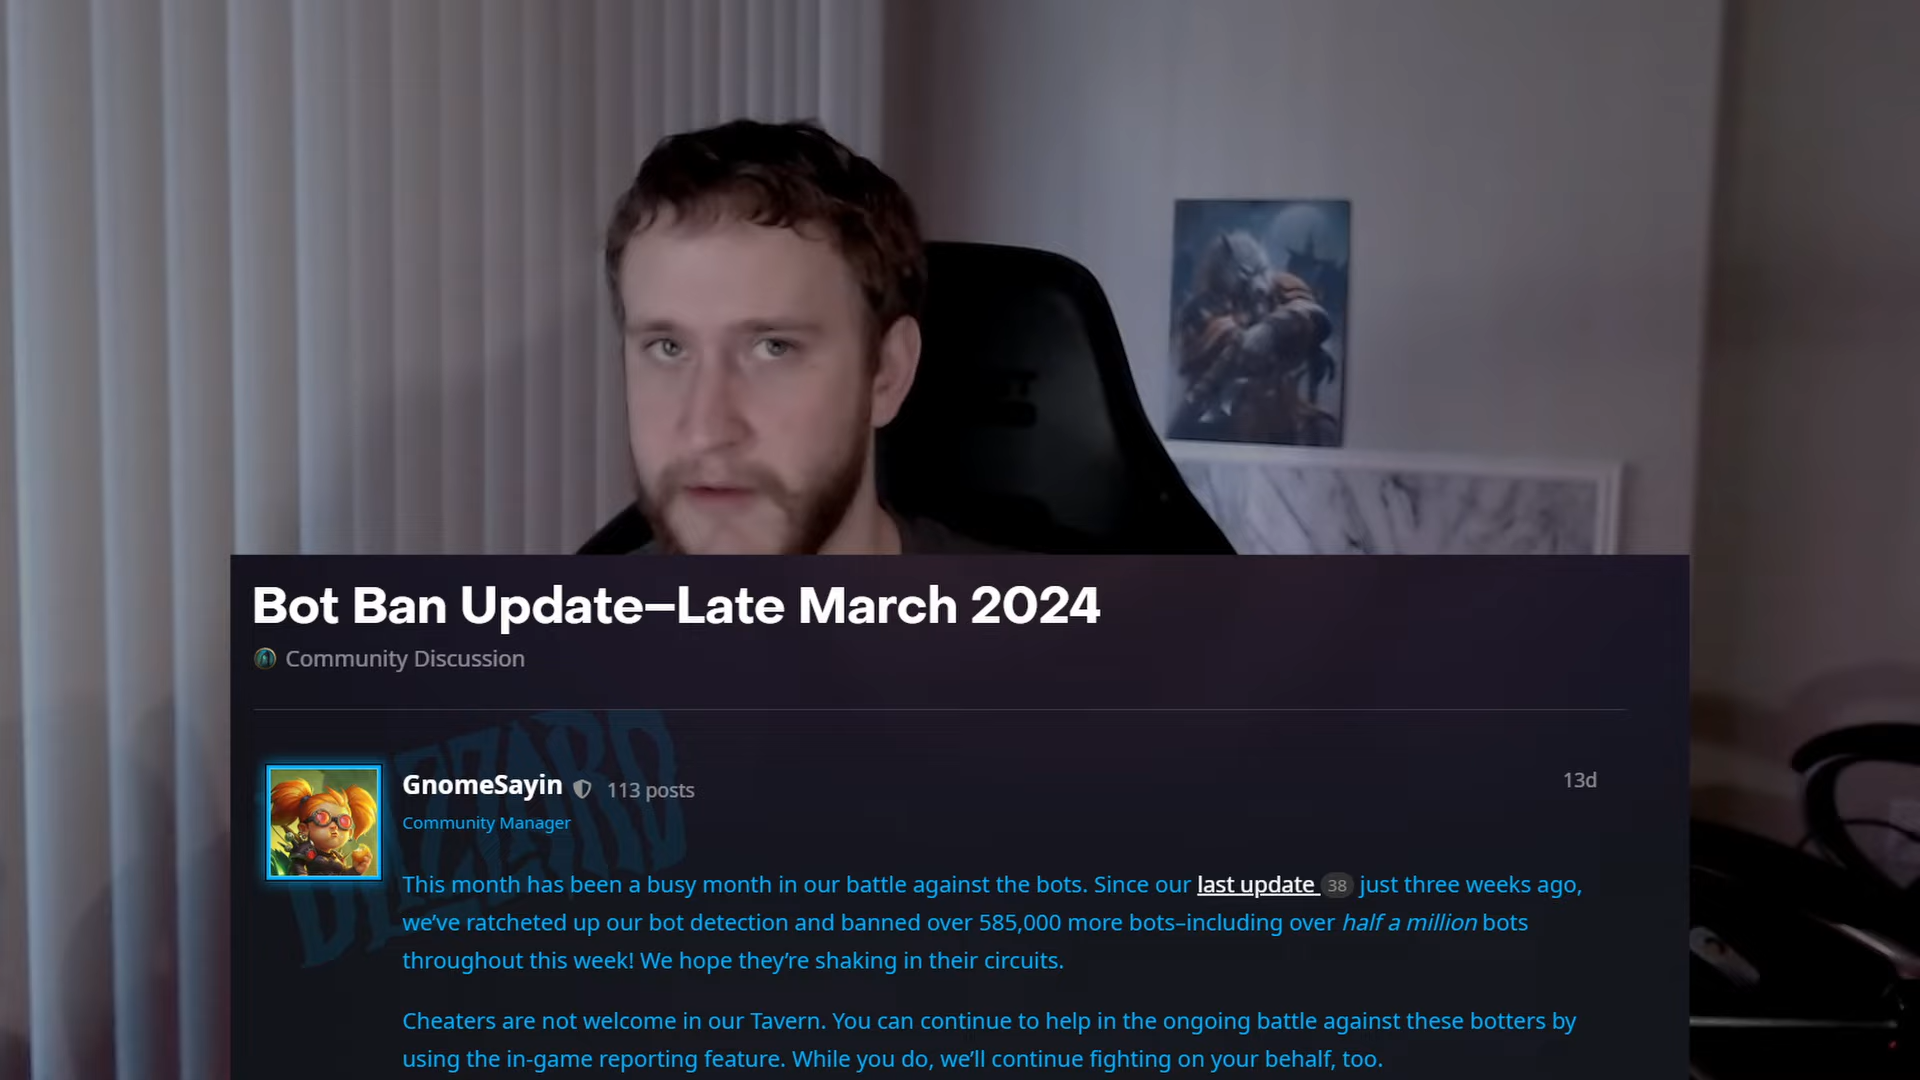 Bot Ban Update–Late March 2024
Community Discussion
BLIZZARD
GnomeSayin 113 posts
13d
Community Manager
This month has been a busy month in our battle against the bots. Since our last update 38 just three weeks ago,
we’ve ratcheted up our bot detection and banned over 585,000 more bots–including over half a million bots
throughout this week! We hope they’re shaking in their circuits.
Cheaters are not welcome in our Tavern. You can continue to help in the ongoing battle against these botters by
using the in-game reporting feature. While you do, we’ll continue fighting on your behalf, too.